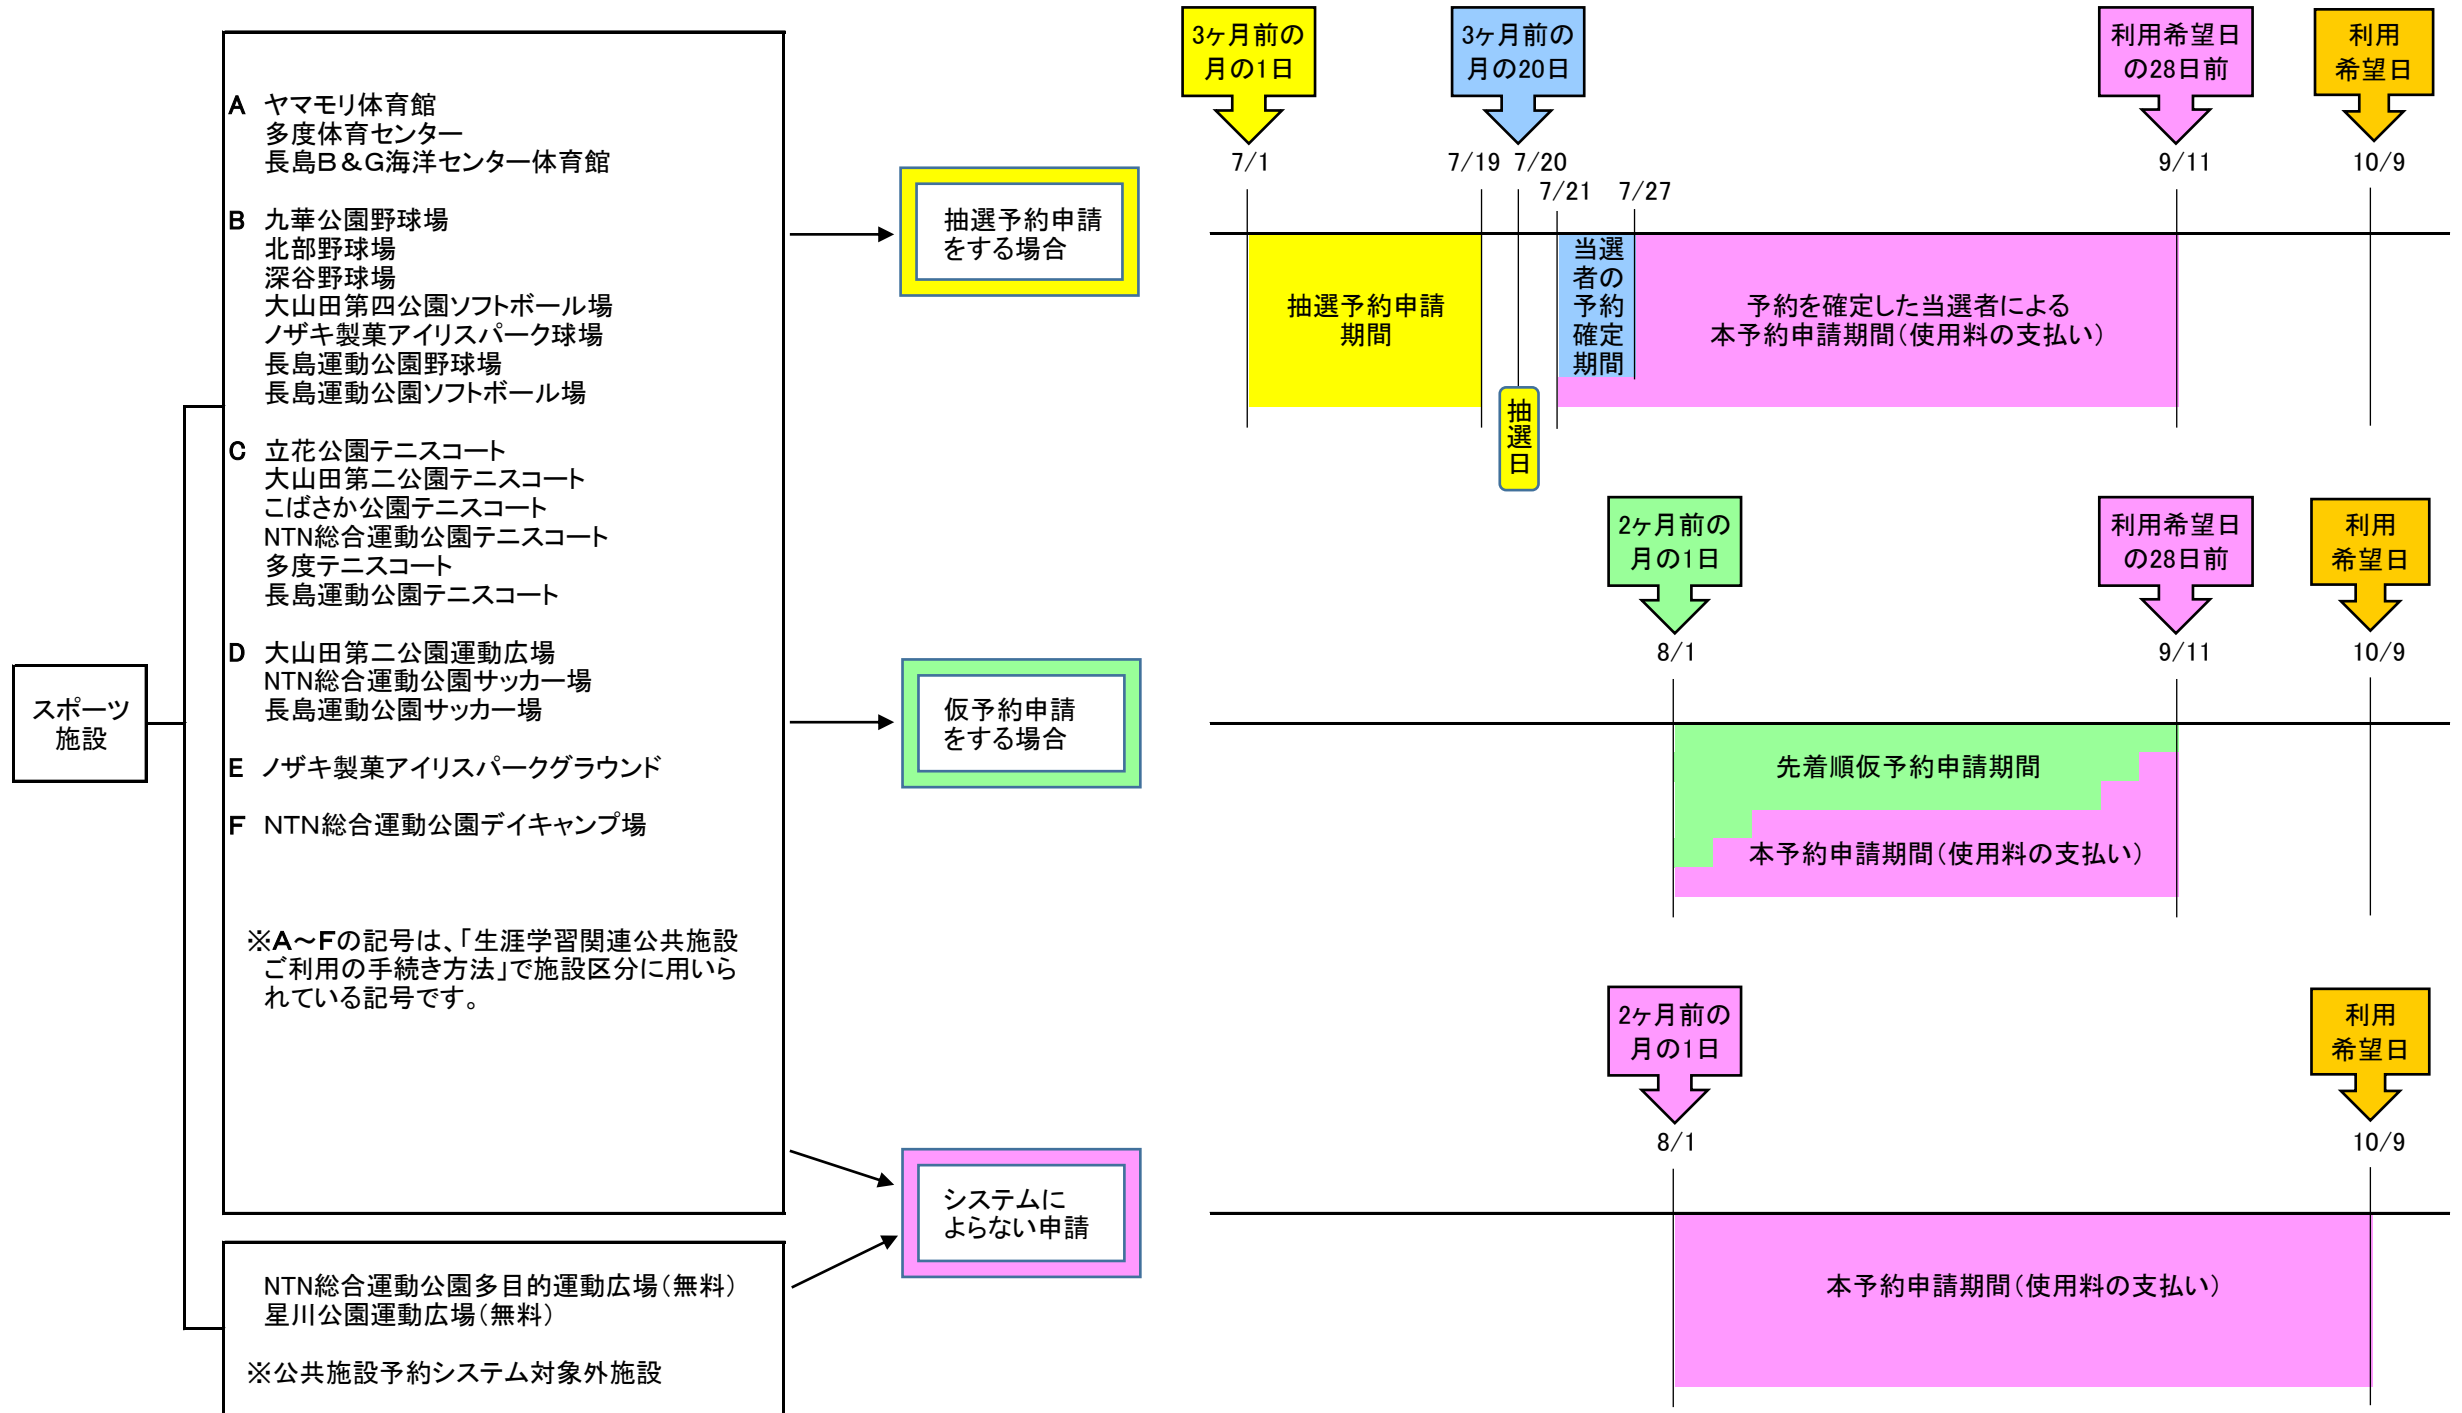 スポーツ
施設
A ヤマモリ体育館
多度体育センター
長島B＆G海洋センター体育館
B 九華公園野球場
北部野球場
深谷野球場
大山田第四公園ソフトボール場
ノザキ製菓アイリスパーク球場
長島運動公園野球場
長島運動公園ソフトボール場
C 立花公園テニスコート
大山田第二公園テニスコート
こばさか公園テニスコート
NTN総合運動公園テニスコート
多度テニスコート
長島運動公園テニスコート
D 大山田第二公園運動広場
NTN総合運動公園サッカー場
長島運動公園サッカー場
E ノザキ製菓アイリスパークグラウンド
F NTN総合運動公園デイキャンプ場
※A～Fの記号は、「生涯学習関連公共施設
ご利用の手続き方法」で施設区分に用いら
れている記号です。
NTN総合運動公園多目的運動広場（無料）
星川公園運動広場（無料）
※公共施設予約システム対象外施設
抽選予約申請
をする場合
3ヶ月前の
月の1日
3ヶ月前の
月の20日
利用希望日
の28日前
利用
希望日
7/1
7/19
7/20
7/21
7/27
9/11
10/9
抽選予約申請
期間
当選
者の
予約
確定
期間
予約を確定した当選者による
本予約申請期間（使用料の支払い）
抽
選
日
仮予約申請
をする場合
2ヶ月前の
月の1日
利用希望日
の28日前
利用
希望日
8/1
9/11
10/9
先着順仮予約申請期間
本予約申請期間（使用料の支払い）
システムに
よらない申請
2ヶ月前の
月の1日
利用
希望日
8/1
10/9
本予約申請期間（使用料の支払い）